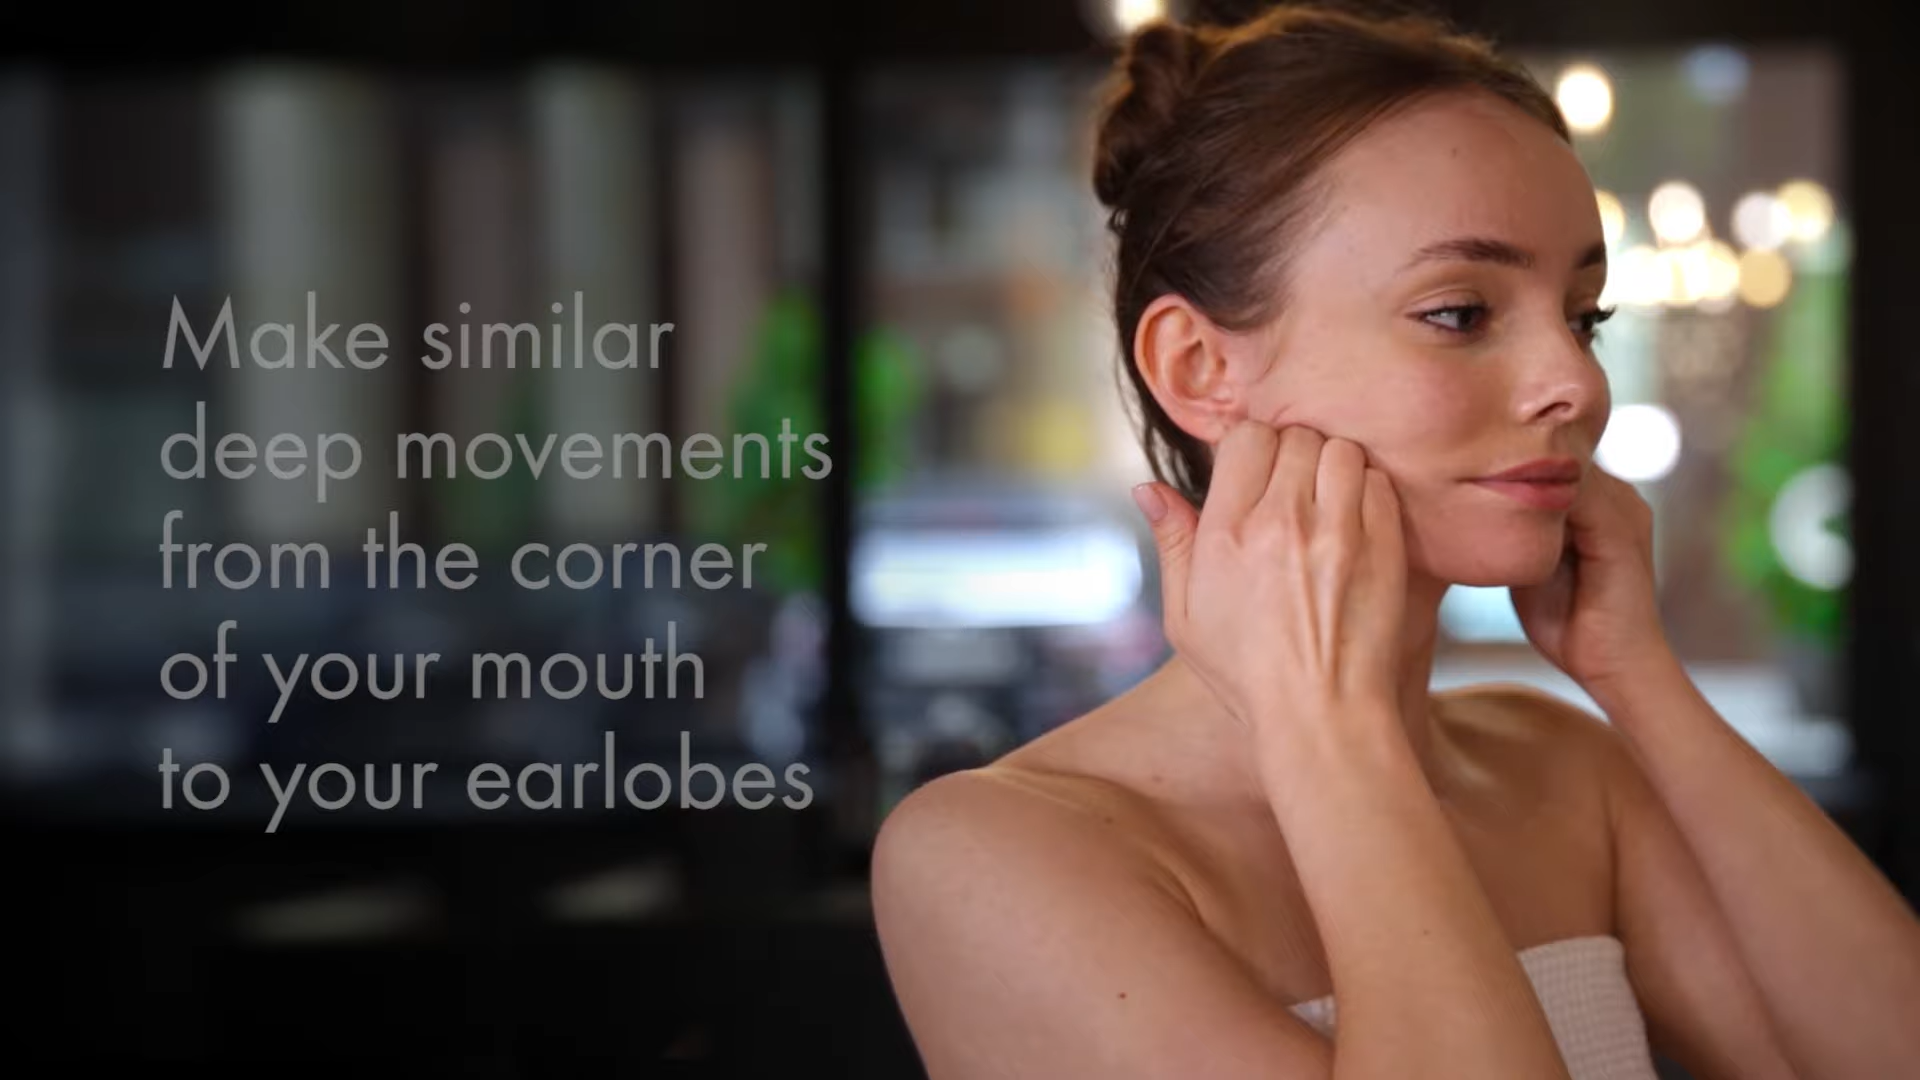 Make similar
deep movements
from the corner
of your mouth
to your earlobes